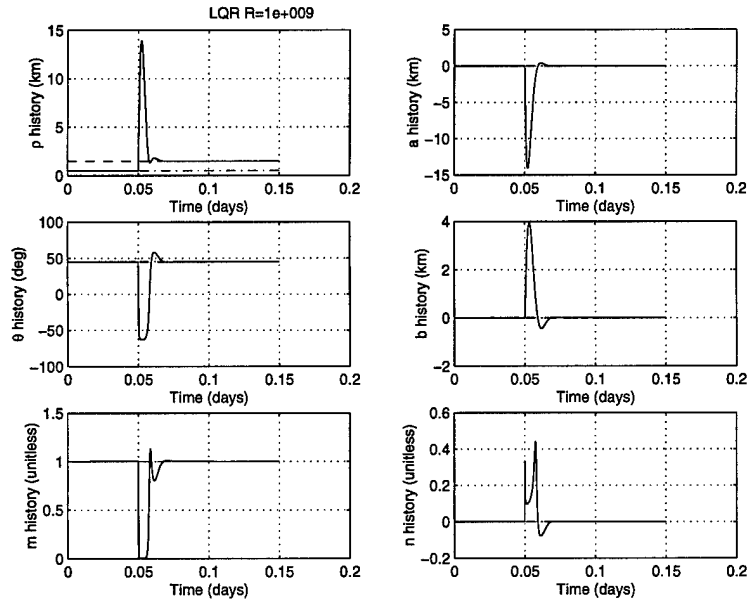 LQR R=1e+009
ρ history (km)
15
10
5
0
0 0.05 0.1 0.15 0.2
Time (days)
a history (km)
5
0
−5
−10
−15
0 0.05 0.1 0.15 0.2
Time (days)
θ history (deg)
100
50
0
−50
−100
0 0.05 0.1 0.15 0.2
Time (days)
b history (km)
4
2
0
−2
0 0.05 0.1 0.15 0.2
Time (days)
m history (unitless)
1.5
1
0.5
0
0 0.05 0.1 0.15 0.2
Time (days)
n history (unitless)
0.6
0.4
0.2
0
−0.2
0 0.05 0.1 0.15 0.2
Time (days)